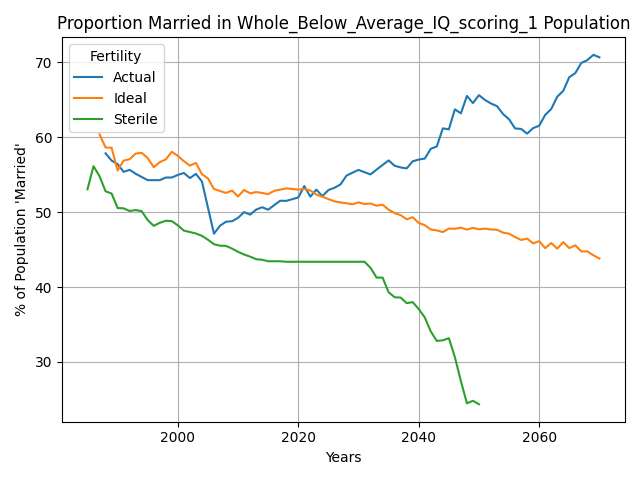 Proportion Married in Whole_Below_Average_IQ_scoring_1 Population
Fertility
Actual
Ideal
Sterile
% of Population 'Married'
70
60
50
40
30
2000
2020
2040
2060
Years